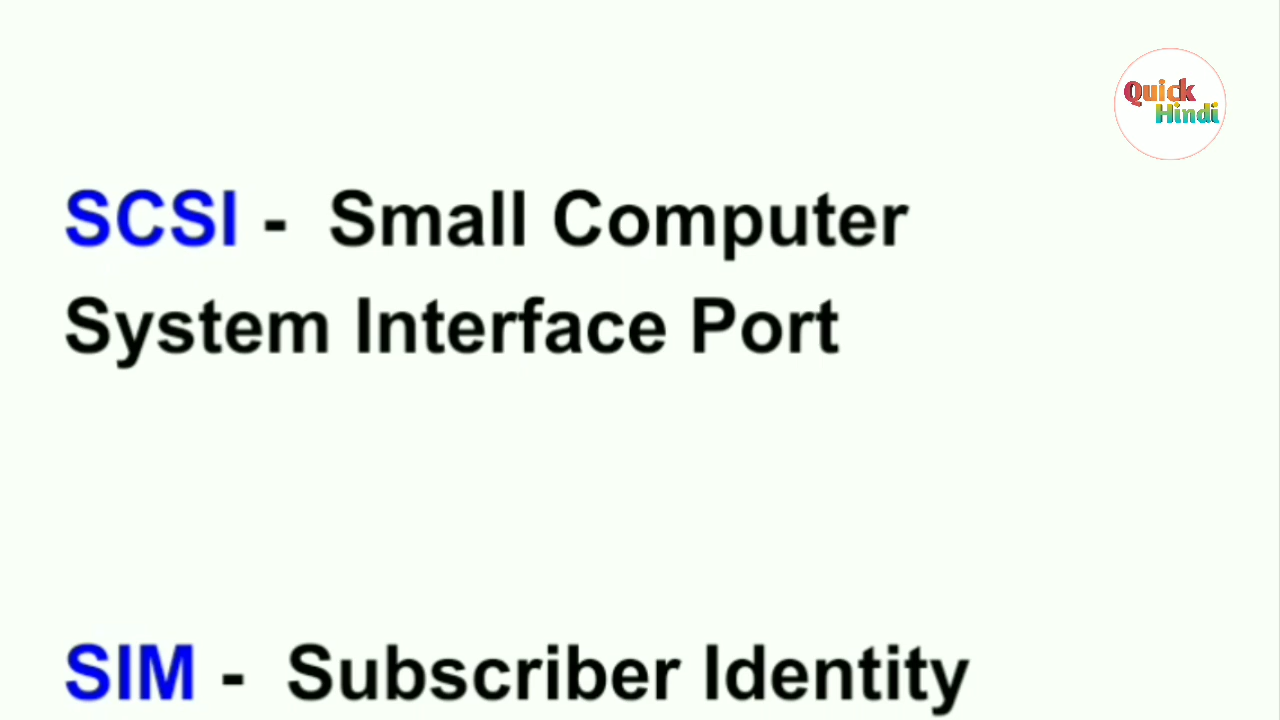 Quick
Hindi
SCSI - Small Computer
System Interface Port
SIM - Subscriber Identity